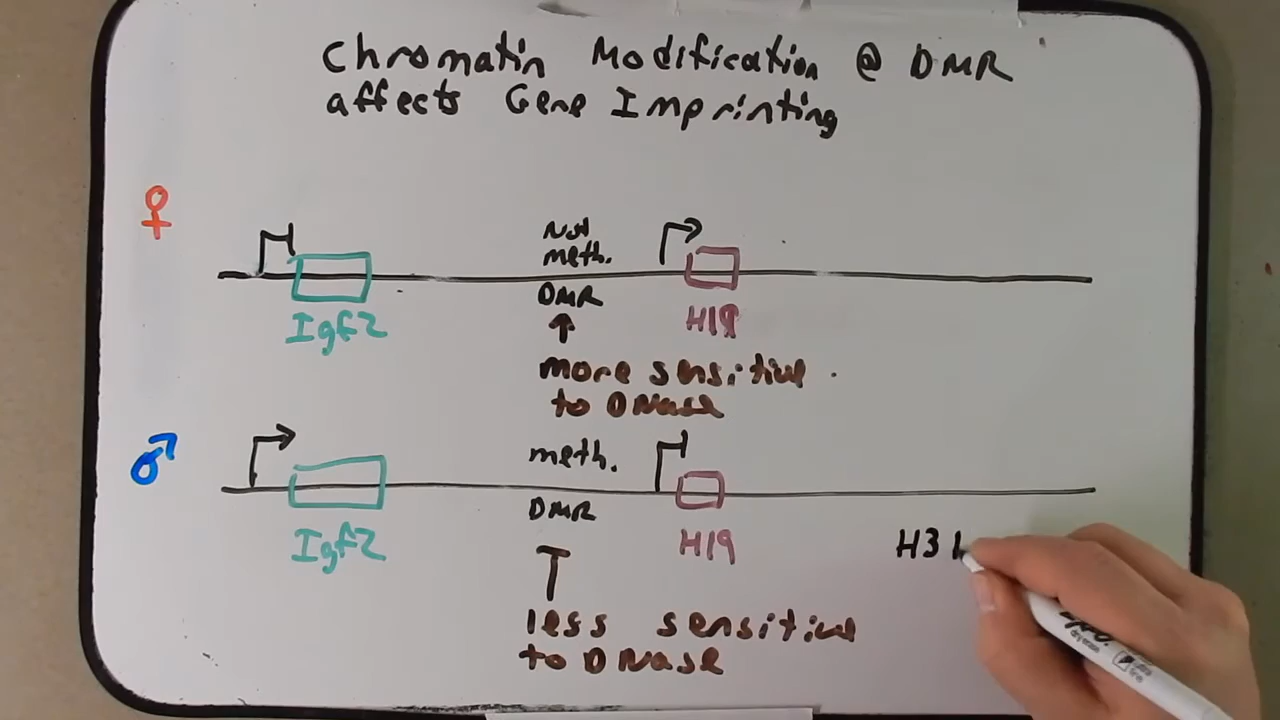 Chromatin Modification @ DMR
affects Gene Imprinting
♀
Not
meth.
DMR
Igf2
H19
more sensitive
to DNase
♂
meth.
DMR
Igf2
H19
H3
less sensitive
to DNase